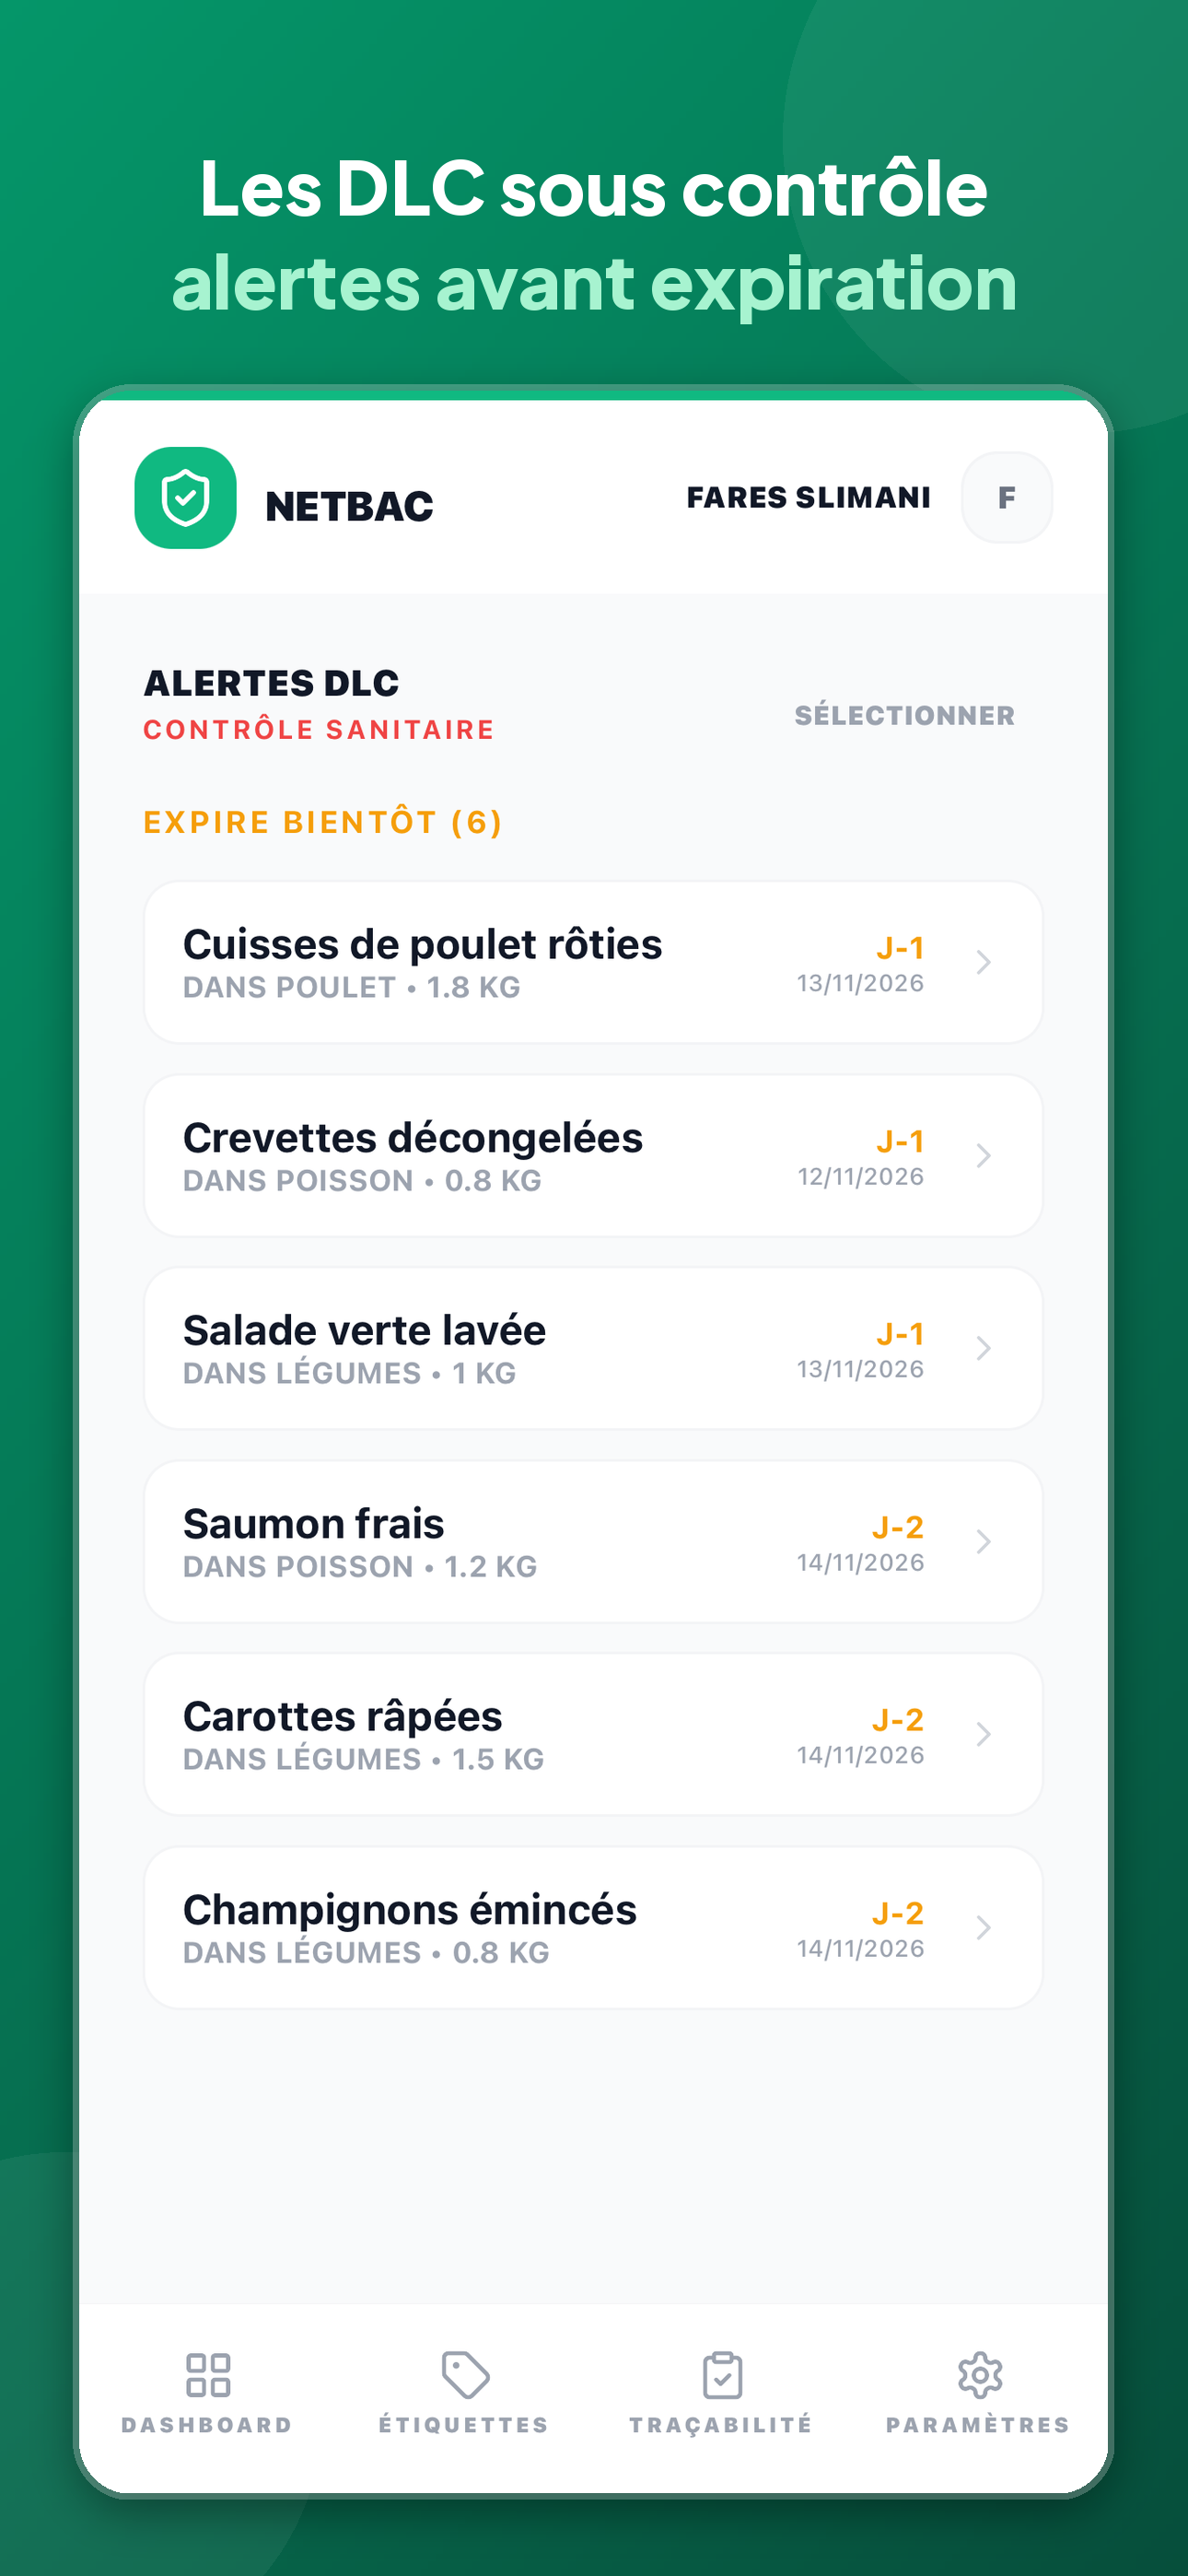 Les DLC sous contrôle
alertes avant expiration
NETBAC
FARES SLIMANI
F
ALERTES DLC
CONTRÔLE SANITAIRE
SÉLECTIONNER
EXPIRE BIENTÔT (6)
Cuisses de poulet rôties
DANS POULET • 1.8 KG
J-1
13/11/2026
Crevettes décongelées
DANS POISSON • 0.8 KG
J-1
12/11/2026
Salade verte lavée
DANS LÉGUMES • 1 KG
J-1
13/11/2026
Saumon frais
DANS POISSON • 1.2 KG
J-2
14/11/2026
Carottes râpées
DANS LÉGUMES • 1.5 KG
J-2
14/11/2026
Champignons émincés
DANS LÉGUMES • 0.8 KG
J-2
14/11/2026
DASHBOARD
ÉTIQUETTES
TRAÇABILITÉ
PARAMÈTRES